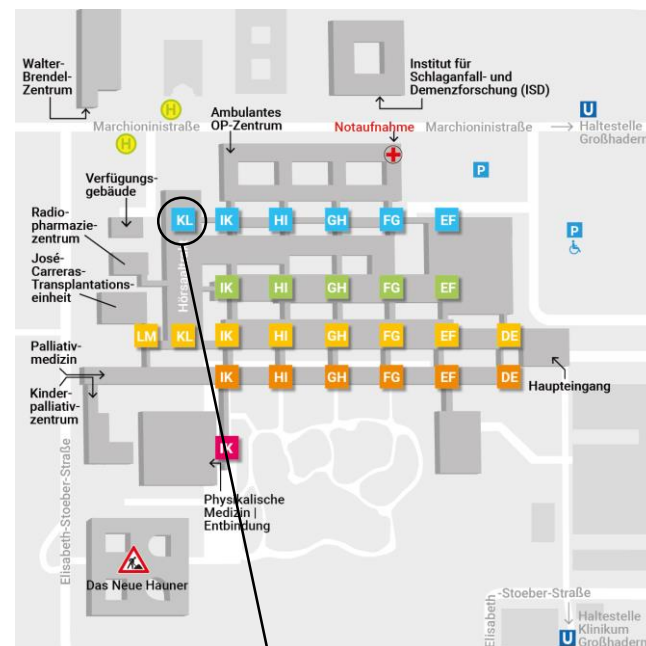 Walter-
Brendel-
Zentrum
H
Marchioninistraße
H
Ambulantes
OP-Zentrum
Institut für
Schlaganfall- und
Demenzforschung (ISD)
Notaufnahme
Marchioninistraße
U
Haltestelle
Großhadern
P
Verfügungs-
gebäude
Radio-
pharmazie-
zentrum
José-
Carreras-
Transplantations-
einheit
KL IK HI GH FG EF
P
Hörsaaltrakt
IK HI GH FG EF
LM KL IK HI GH FG EF DE
Palliativ-
medizin
Kinder-
palliativ-
zentrum
IK HI GH FG EF DE
Haupteingang
IK
Physikalische
Medizin |
Entbindung
Elisabeth-Stoeber-Straße
Das Neue Hauner
Elisabeth
-Stoeber-Straße
U
Haltestelle
Klinikum
Großhadern